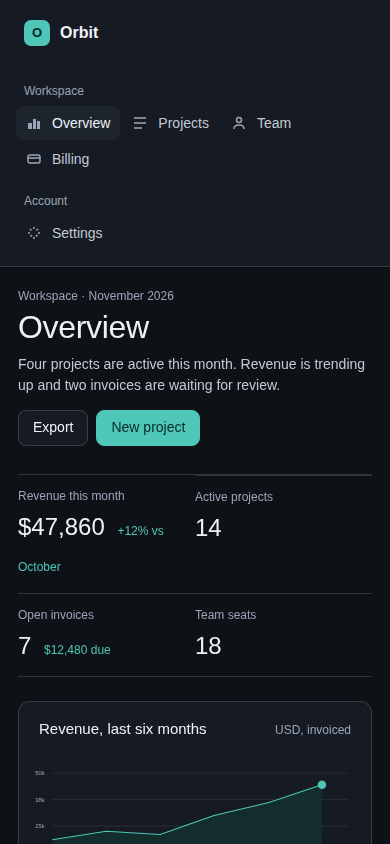 O Orbit
Workspace
Overview Projects Team
Billing
Account
Settings
Workspace · November 2026
Overview
Four projects are active this month. Revenue is trending
up and two invoices are waiting for review.
Export New project
Revenue this month
$47,860 +12% vs
October
Active projects
14
Open invoices
7 $12,480 due
Team seats
18
Revenue, last six months USD, invoiced
50k
38k
25k